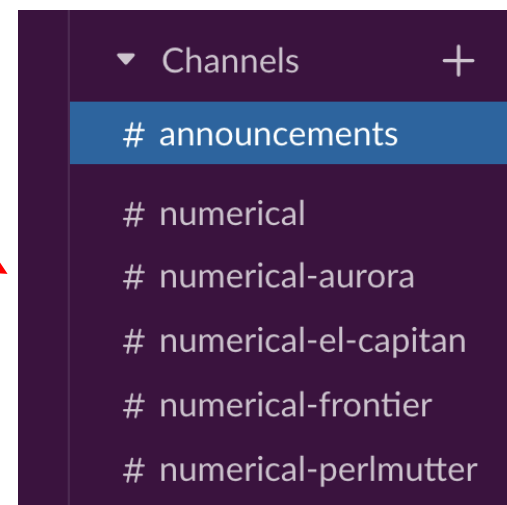 Channels +
# announcements
# numerical
# numerical-aurora
# numerical-el-capitan
# numerical-frontier
# numerical-perlmutter